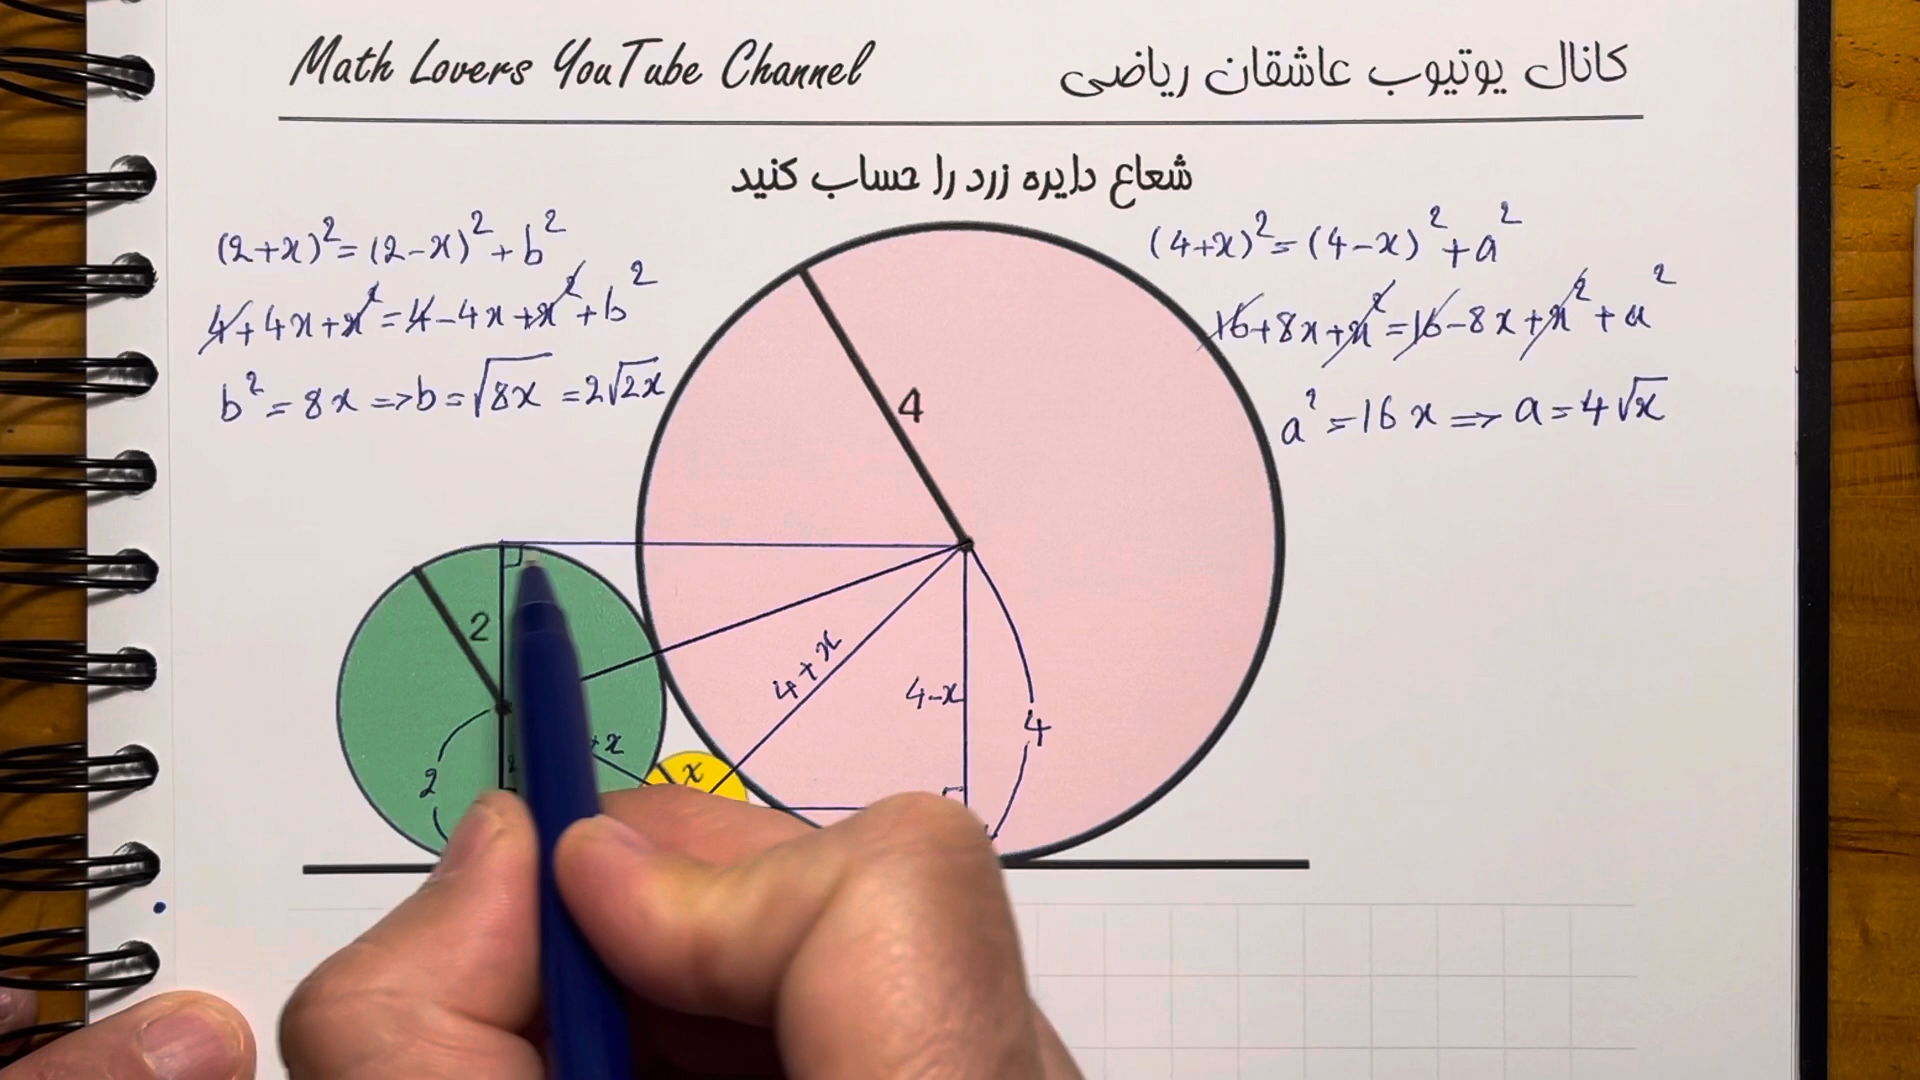 Math Lovers YouTube Channel
کانال یوتیوب عاشقان ریاضی
شعاع دایره زرد را حساب کنید
(2+x)²=(2-x)²+b²
4+4x+x²=4-4x+x²+b²
b²=8x⇒b=√8x=2√2x
(4+x)²=(4-x)²+a²
16+8x+x²=16-8x+x²+a²
a²=16x⇒a=4√x
4
2
4+x
4-x
4
+x
x
2